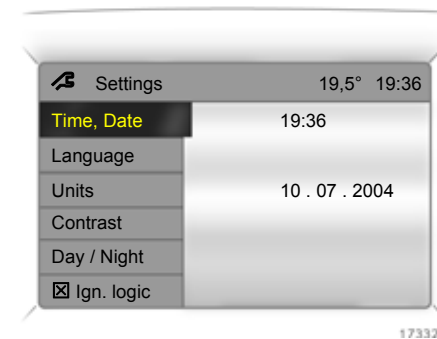 Settings 19,5° 19:36
Time, Date 19:36
Language
Units 10 . 07 . 2004
Contrast
Day / Night
Ign. logic
17332